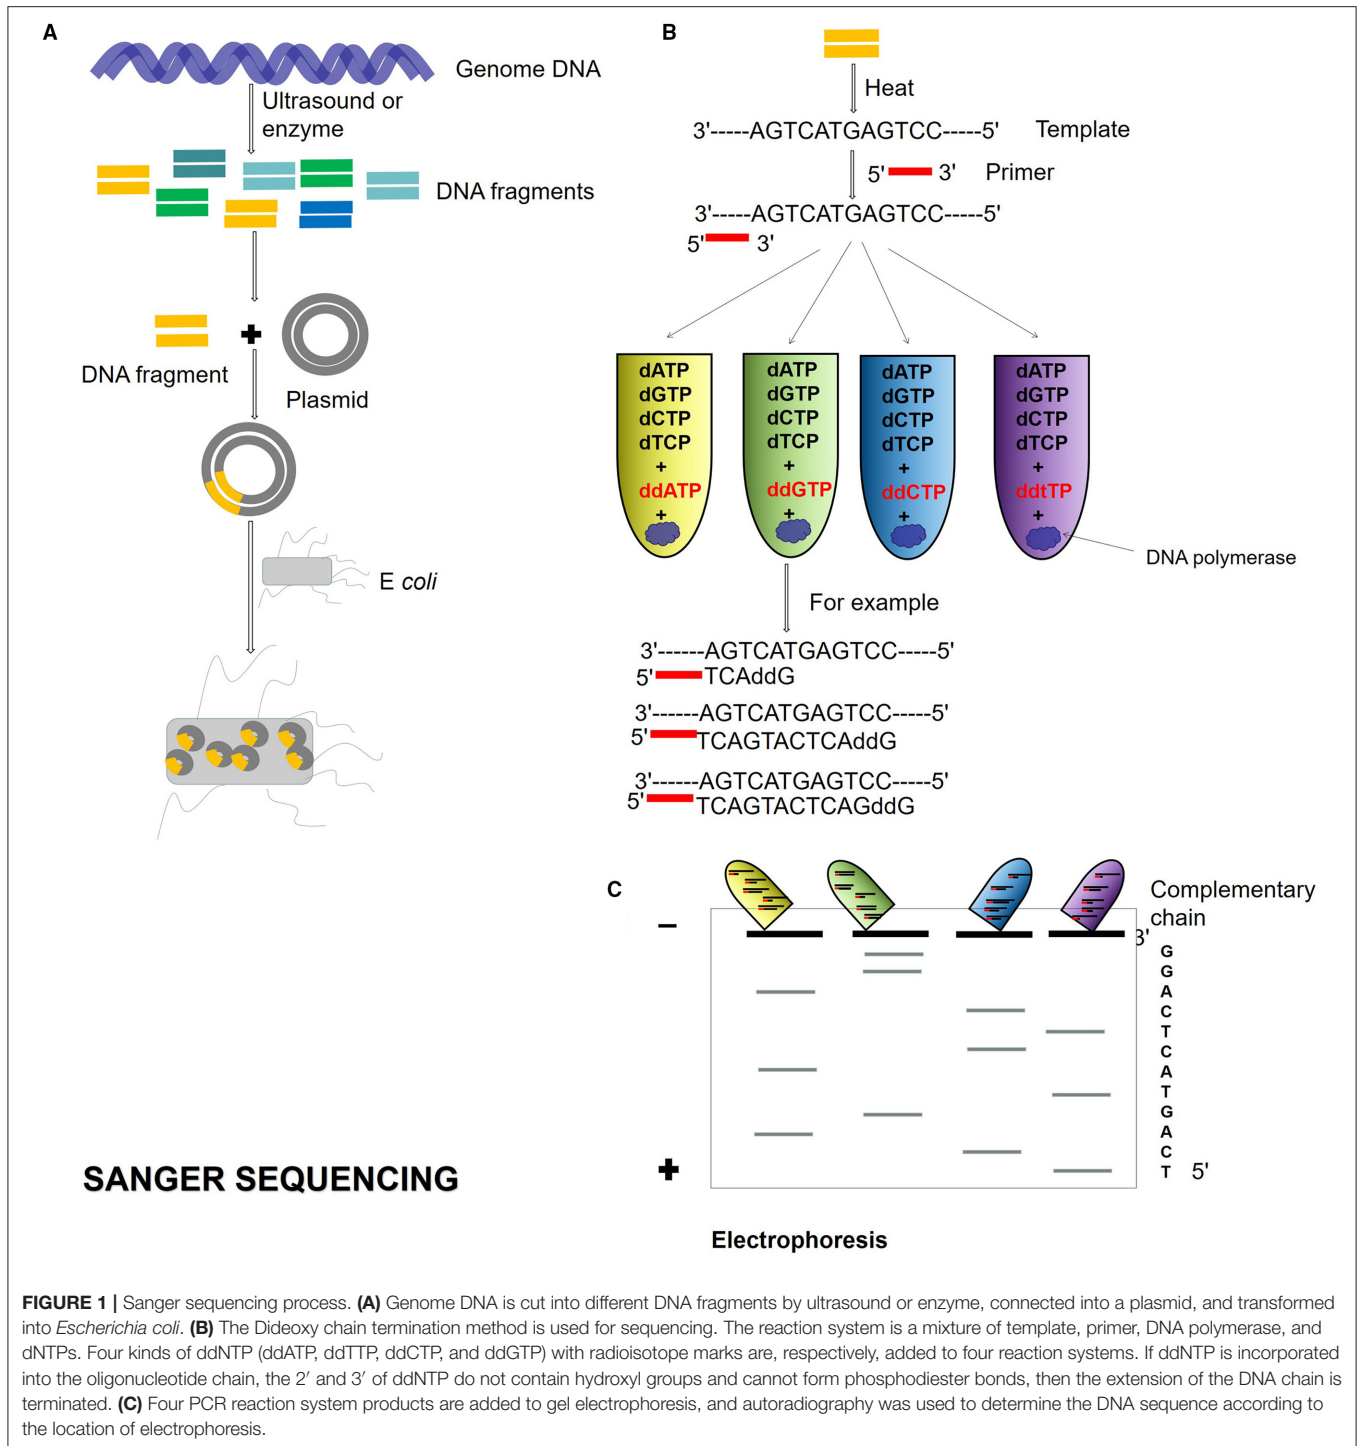 A
Genome DNA
Ultrasound or
enzyme
DNA fragments
DNA fragment
Plasmid
E coli
SANGER SEQUENCING
B
Heat
3'-----AGTCATGAGTCC-----5'
Template
5'
3'
Primer
3'-----AGTCATGAGTCC-----5'
5'
3'
dATP
dGTP
dCTP
dTCP
+
ddATP
+
dATP
dGTP
dCTP
dTCP
+
ddGTP
+
dATP
dGTP
dCTP
dTCP
+
ddCTP
+
dATP
dGTP
dCTP
dTCP
+
ddtTP
+
DNA polymerase
For example
3'------AGTCATGAGTCC-----5'
5' TCAddG
3'------AGTCATGAGTCC-----5'
5' TCAGTACTCAddG
3'------AGTCATGAGTCC-----5'
5' TCAGTACTCAGddG
C
Complementary
chain
3'
G
G
A
C
T
C
A
T
G
A
C
T 5'
Electrophoresis
FIGURE 1 | Sanger sequencing process. (A) Genome DNA is cut into different DNA fragments by ultrasound or enzyme, connected into a plasmid, and transformed
into Escherichia coli. (B) The Dideoxy chain termination method is used for sequencing. The reaction system is a mixture of template, primer, DNA polymerase, and
dNTPs. Four kinds of ddNTP (ddATP, ddTTP, ddCTP, and ddGTP) with radioisotope marks are, respectively, added to four reaction systems. If ddNTP is incorporated
into the oligonucleotide chain, the 2′ and 3′ of ddNTP do not contain hydroxyl groups and cannot form phosphodiester bonds, then the extension of the DNA chain is
terminated. (C) Four PCR reaction system products are added to gel electrophoresis, and autoradiography was used to determine the DNA sequence according to
the location of electrophoresis.